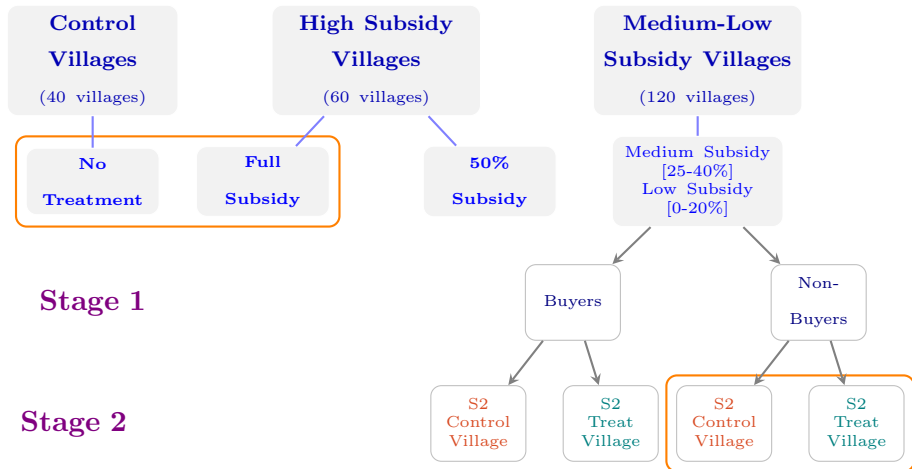 Control
Villages
(40 villages)
High Subsidy
Villages
(60 villages)
Medium-Low
Subsidy Villages
(120 villages)
No
Treatment
Full
Subsidy
50%
Subsidy
Medium Subsidy
[25-40%]
Low Subsidy
[0-20%]
Stage 1
Buyers
Non-
Buyers
Stage 2
S2
Control
Village
S2
Treat
Village
S2
Control
Village
S2
Treat
Village